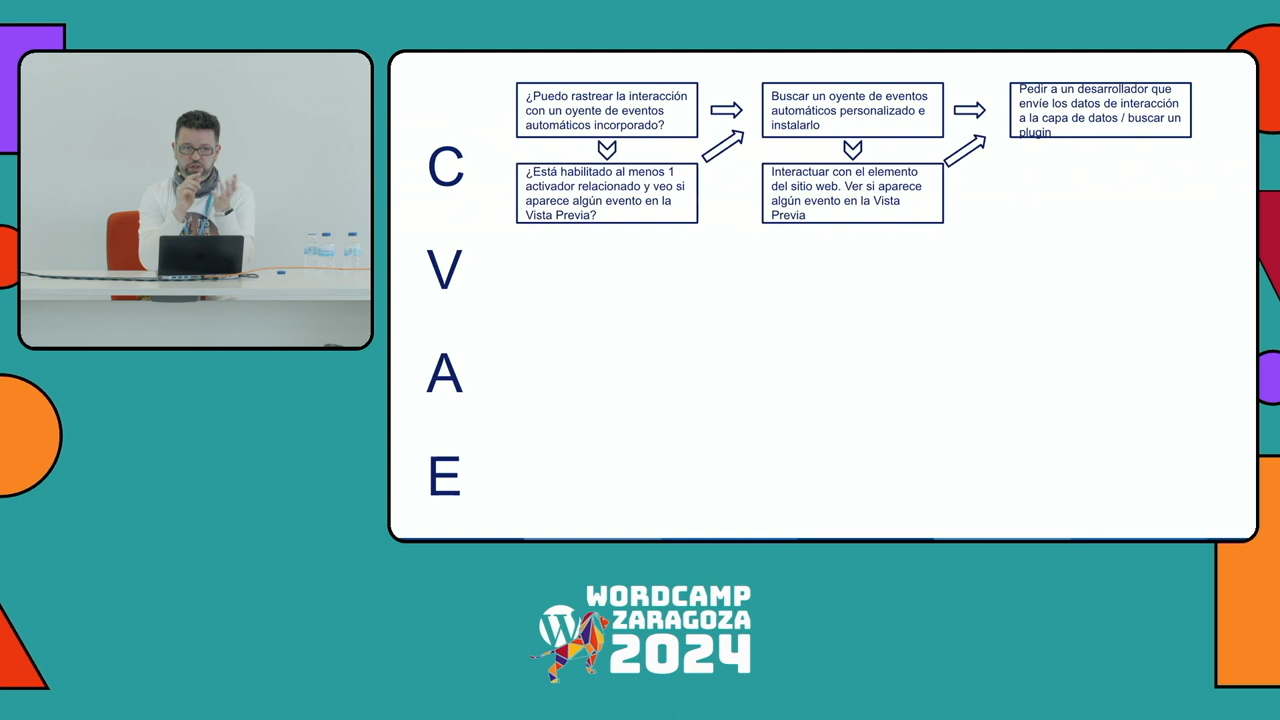 ¿Puedo rastrear la interacción
con un oyente de eventos
automáticos incorporado?
Buscar un oyente de eventos
automáticos personalizado e
instalarlo
Pedir a un desarrollador que
envíe los datos de interacción
a la capa de datos / buscar un
plugin
¿Está habilitado al menos 1
activador relacionado y veo si
aparece algún evento en la
Vista Previa?
Interactuar con el elemento
del sitio web. Ver si aparece
algún evento en la Vista
Previa
C
V
A
E
WORDCAMP
ZARAGOZA
2024